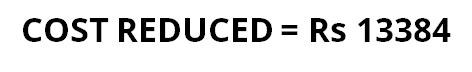 COST REDUCED = Rs 13384